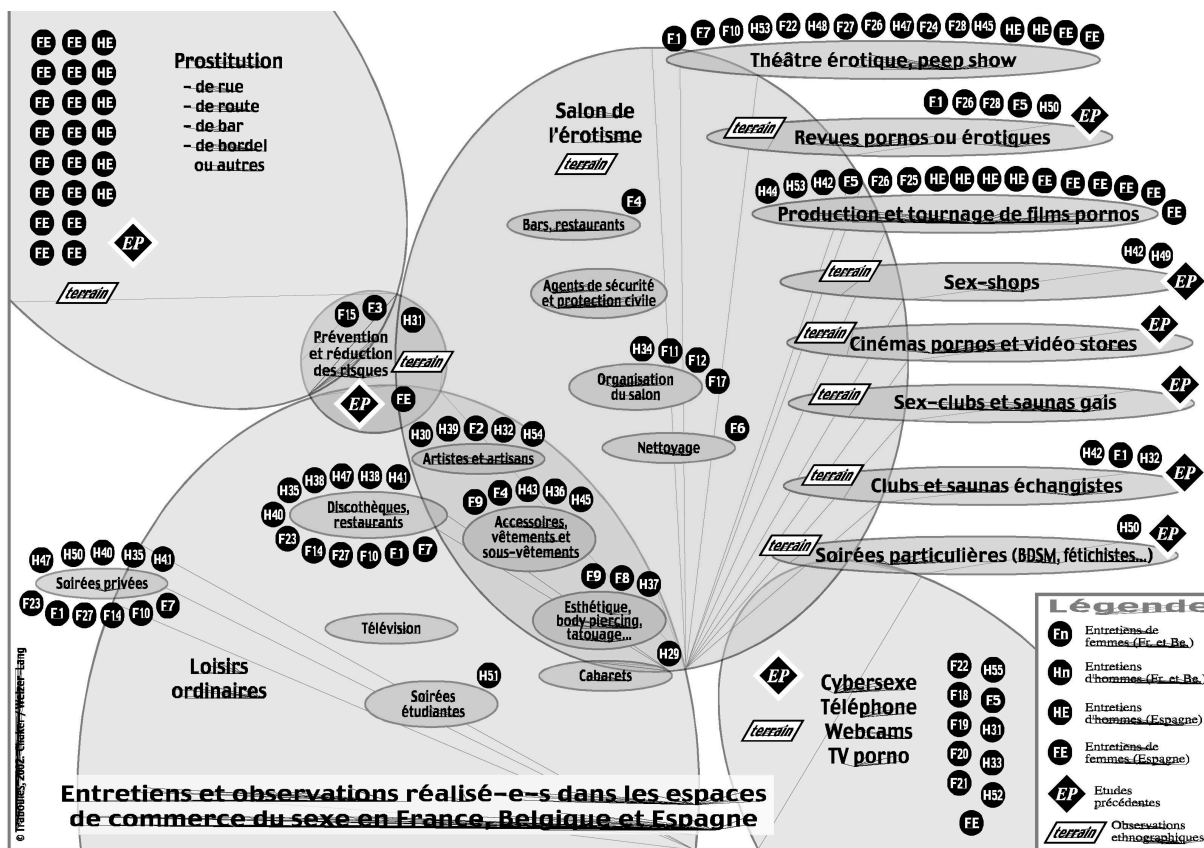 FE FE HE
FE FE HE
FE FE HE
FE FE HE
FE FE HE
FE FE HE
FE FE
FE FE
Prostitution
- de rue
- de route
- de bar
- de bordel
ou autres
EP
terrain
F15 F3 H31
Prévention
et réduction
des risques
terrain
EP
FE
Salon de
l'érotisme
terrain
F4
Bars, restaurants
Agents de sécurité
et protection civile
H34 F11 F12 F17
Organisation
du salon
F6
Nettoyage
H30 H39 F2 H32 H54
Artistes et artisans
F9 F4 H43 H36 H45
Accessoires,
vêtements et
sous-vêtements
F9 F8 H37
Esthétique,
body piercing,
tatouage...
H29
Cabarets
H40 H35 H38 H47 H38 H41
Discothèques,
restaurants
F23 F14 F27 F10 F1 F7
H47 H50 H40 H35 H41
Soirées privées
F23 F1 F27 F14 F10 F7
Télévision
Loisirs
ordinaires
H51
Soirées
étudiantes
F1 F7 F10 H53 F22 H48 F27 F26 H47 F24 F28 H45 HE HE FE FE
Théâtre érotique, peep show
F1 F26 F28 F5 H50 EP
terrain
Revues pornos ou érotiques
H44 H53 H42 F5 F26 F25 HE HE HE HE FE FE FE FE FE FE
Production et tournage de films pornos
H42 H49 EP
terrain
Sex-shops
EP
terrain
Cinémas pornos et vidéo stores
EP
terrain
Sex-clubs et saunas gais
H42 F1 H32 EP
terrain
Clubs et saunas échangistes
H50 EP
terrain
Soirées particulières (BDSM, fétichistes...)
EP
terrain
Cybersexe
Téléphone
Webcams
TV porno
F22 H55
F18 F5
F19 H31
F20 H33
F21 H52
FE
Légende
Fn Entretiens de
femmes (Fr. et Be.)
Hn Entretiens
d'hommes (Fr. et Be.)
HE Entretiens
d'hommes (Espagne)
FE Entretiens de
femmes (Espagne)
EP Etudes
précédentes
terrain Observations
ethnographiques
Entretiens et observations réalisé-e-s dans les espaces
de commerce du sexe en France, Belgique et Espagne
© Traboules, 2002. Chaker / Welzer-Lang